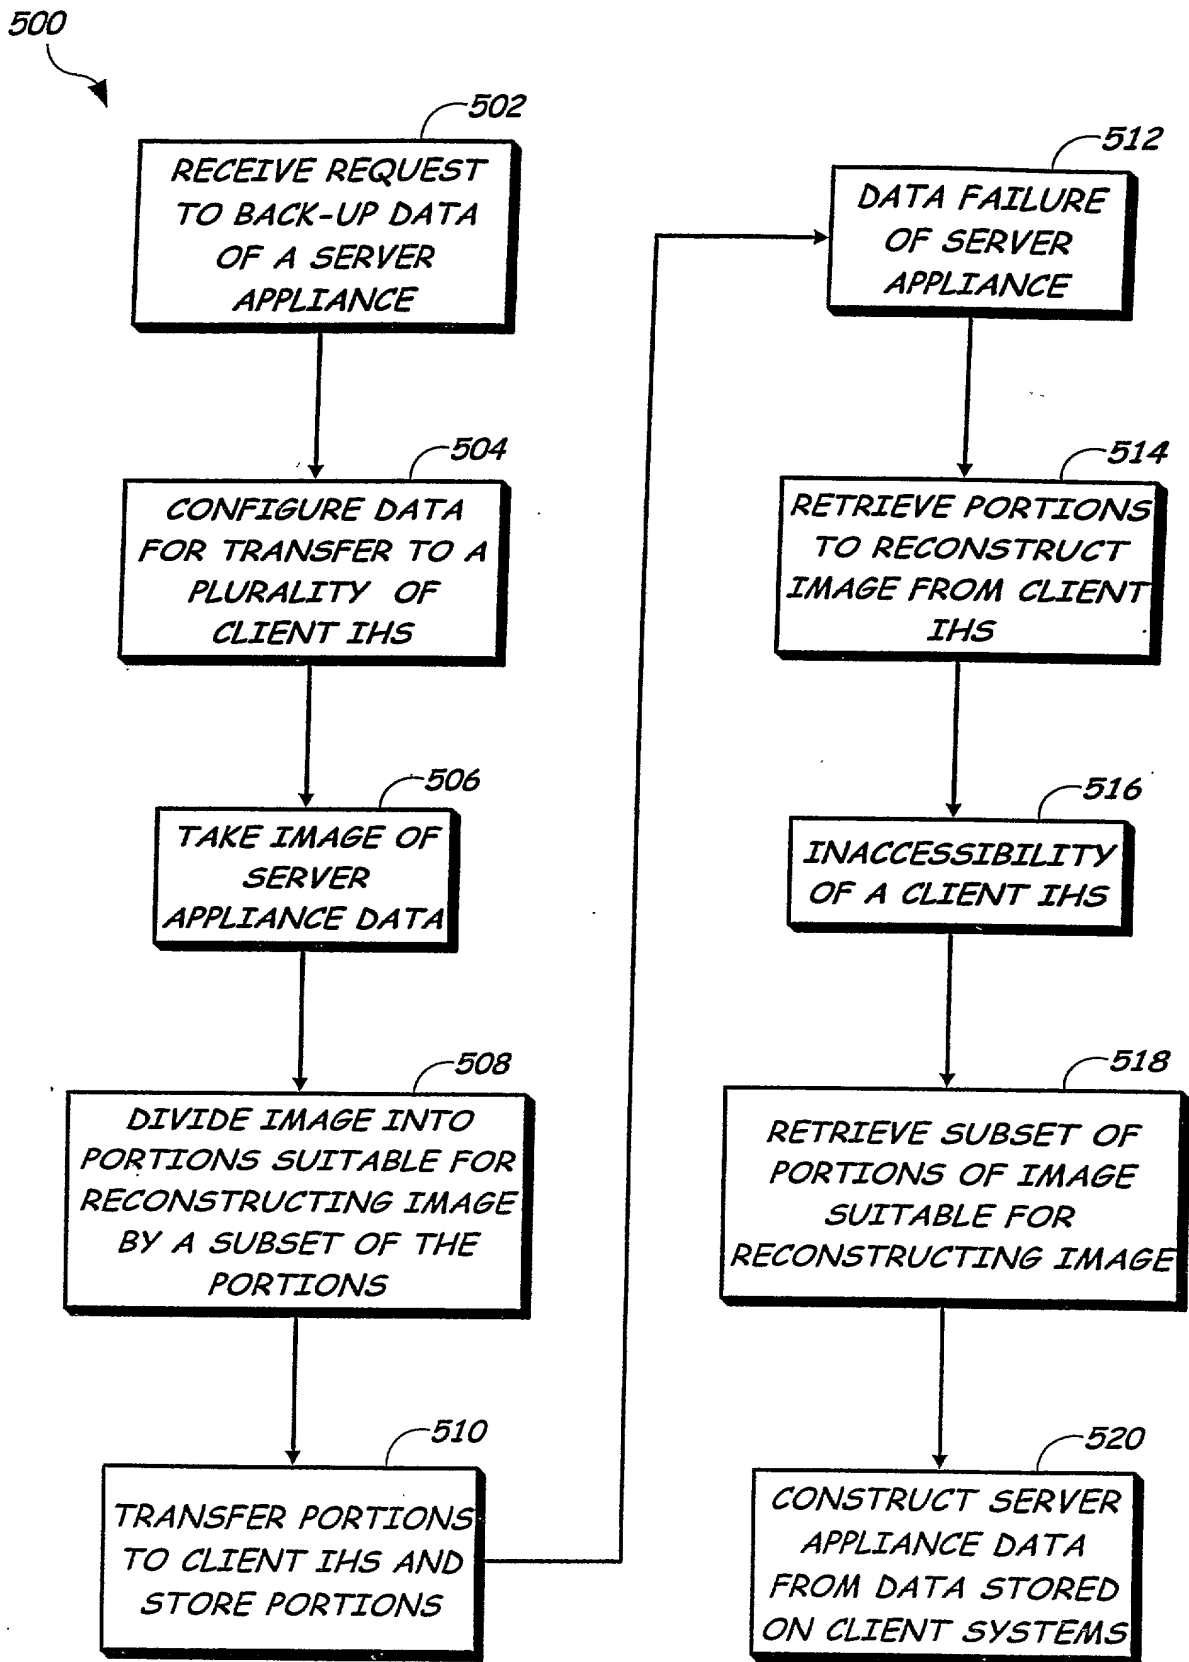 500
502
RECEIVE REQUEST
TO BACK-UP DATA
OF A SERVER
APPLIANCE
504
CONFIGURE DATA
FOR TRANSFER TO A
PLURALITY OF
CLIENT IHS
506
TAKE IMAGE OF
SERVER
APPLIANCE DATA
508
DIVIDE IMAGE INTO
PORTIONS SUITABLE FOR
RECONSTRUCTING IMAGE
BY A SUBSET OF THE
PORTIONS
510
TRANSFER PORTIONS
TO CLIENT IHS AND
STORE PORTIONS
512
DATA FAILURE
OF SERVER
APPLIANCE
514
RETRIEVE PORTIONS
TO RECONSTRUCT
IMAGE FROM CLIENT
IHS
516
INACCESSIBILITY
OF A CLIENT IHS
518
RETRIEVE SUBSET OF
PORTIONS OF IMAGE
SUITABLE FOR
RECONSTRUCTING IMAGE
520
CONSTRUCT SERVER
APPLIANCE DATA
FROM DATA STORED
ON CLIENT SYSTEMS